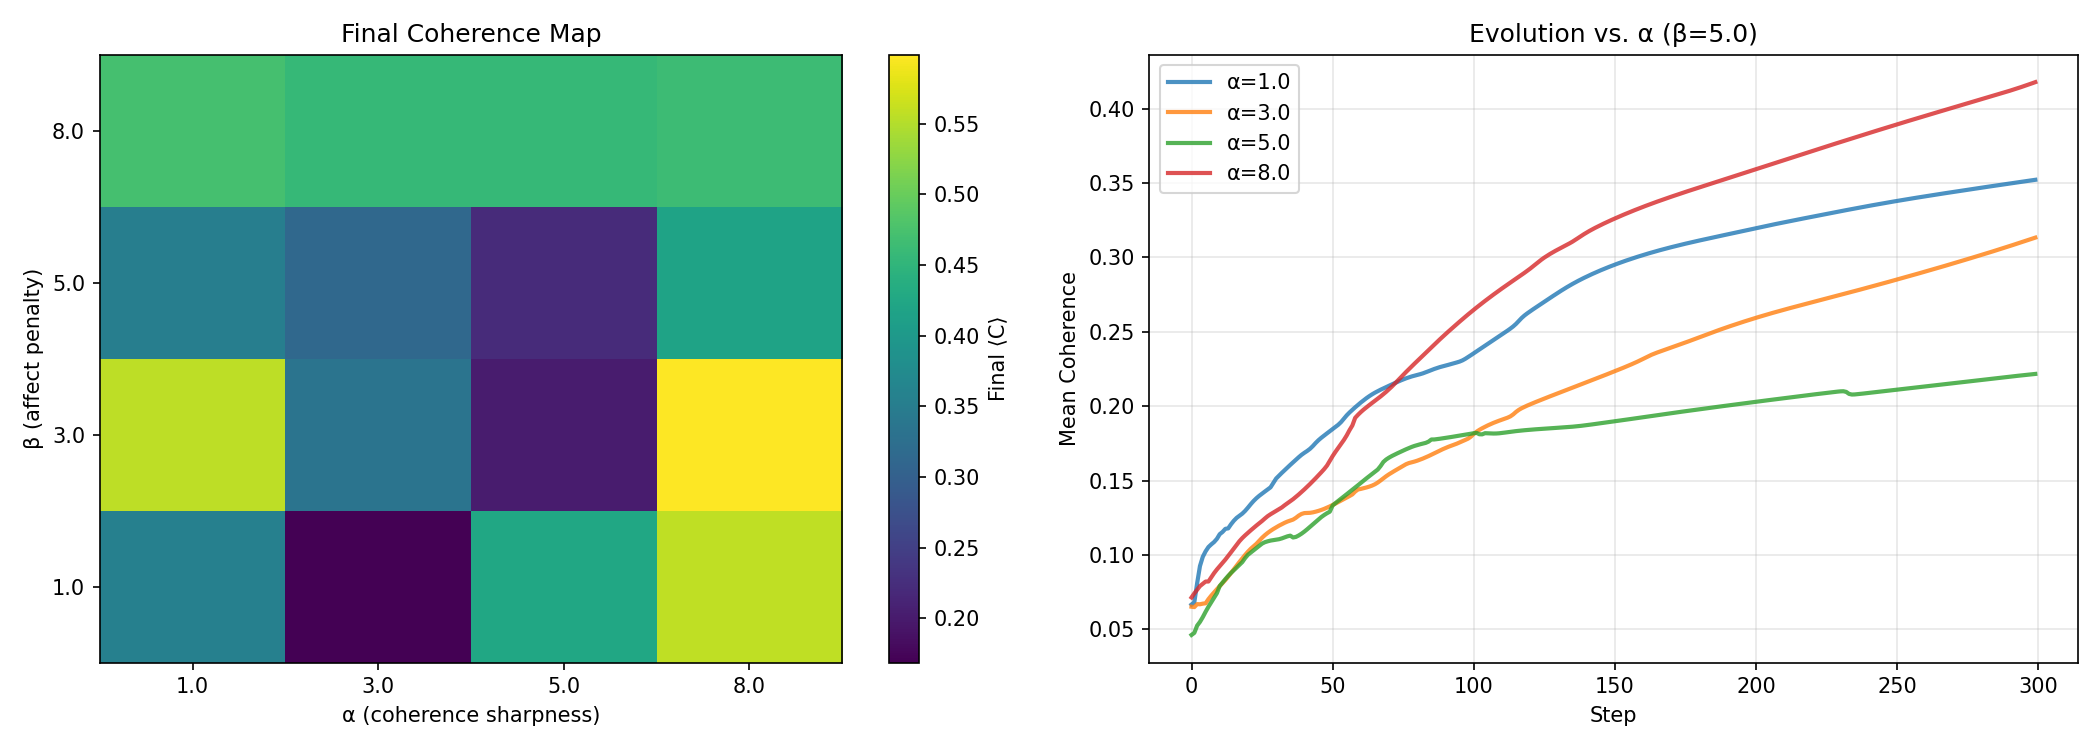 Final Coherence Map
8.0
5.0
3.0
1.0
β (affect penalty)
1.0 3.0 5.0 8.0
α (coherence sharpness)
0.55
0.50
0.45
0.40
0.35
0.30
0.25
0.20
Final ⟨C⟩
Evolution vs. α (β=5.0)
α=1.0
α=3.0
α=5.0
α=8.0
0.40
0.35
0.30
0.25
0.20
0.15
0.10
0.05
Mean Coherence
0 50 100 150 200 250 300
Step